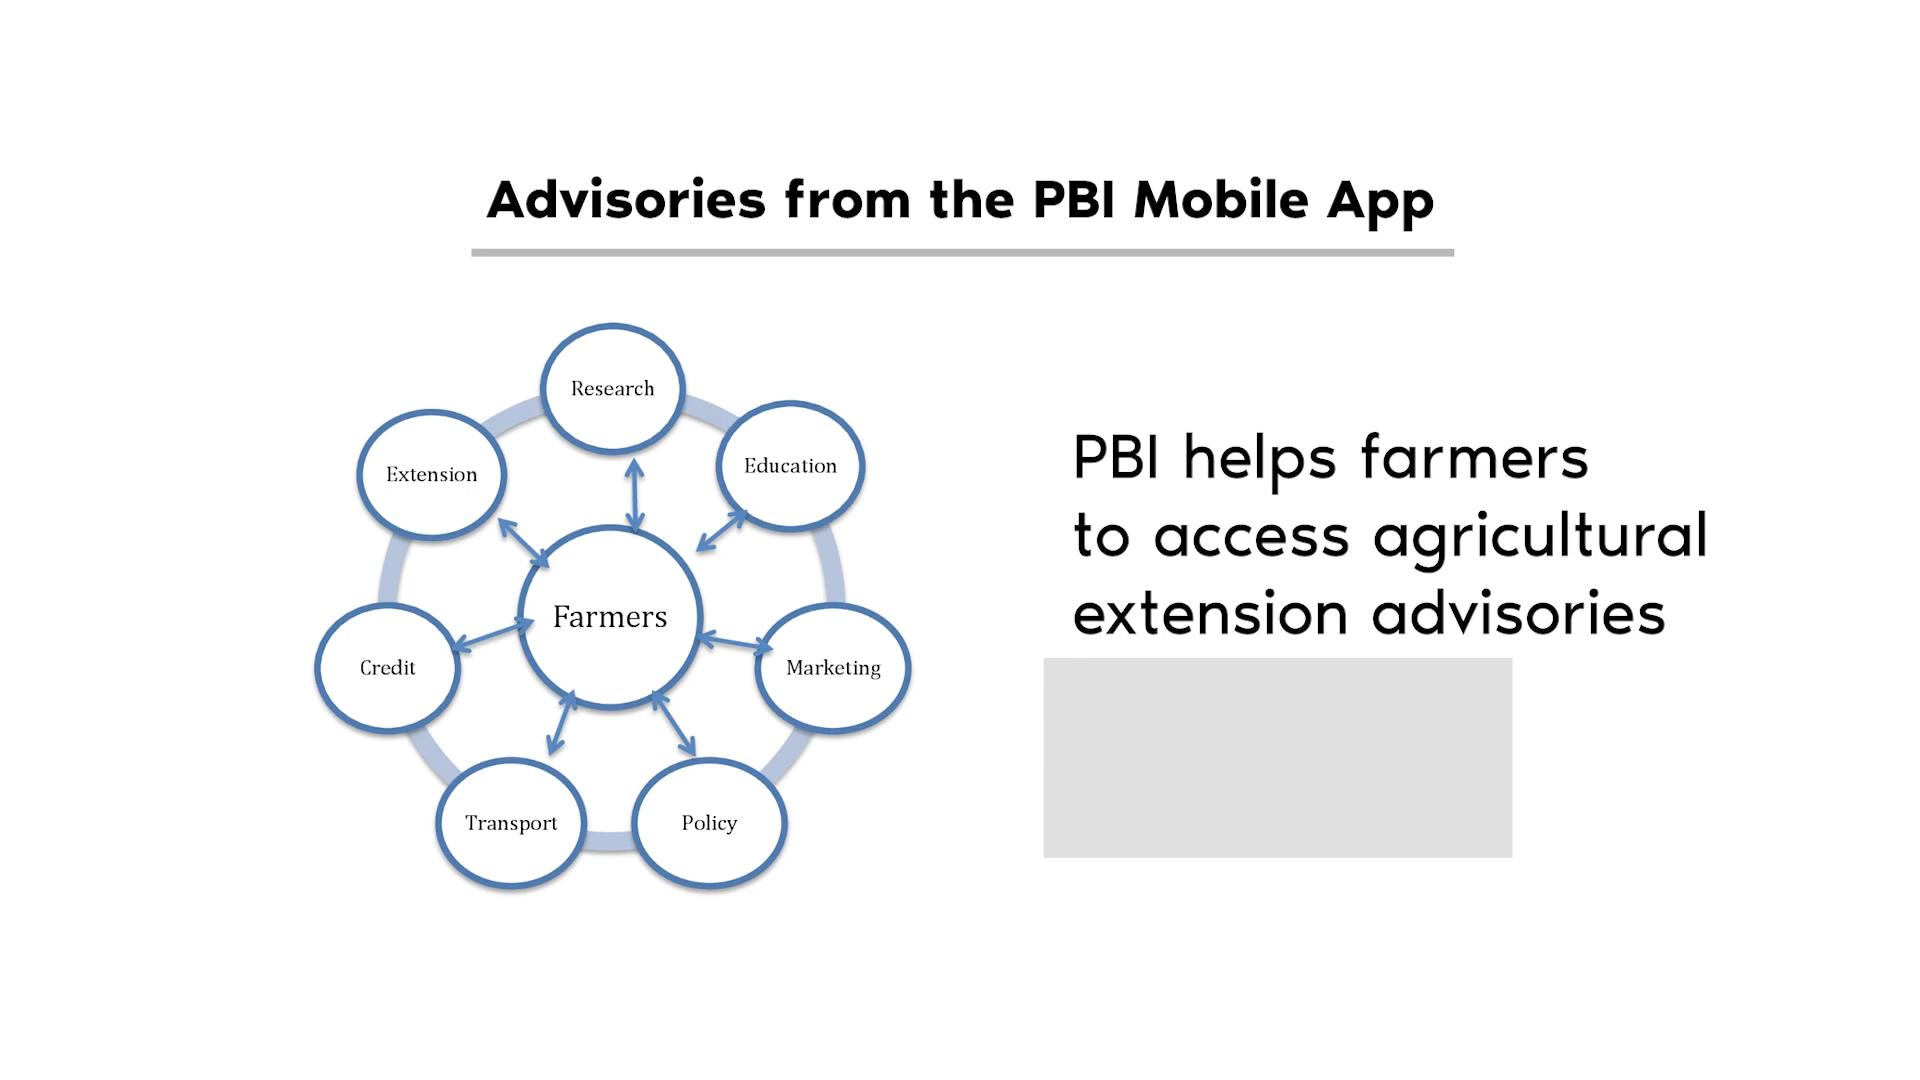 Advisories from the PBI Mobile App
Research
Education
Extension
Farmers
Credit
Marketing
Transport
Policy
PBI helps farmers
to access agricultural
extension advisories